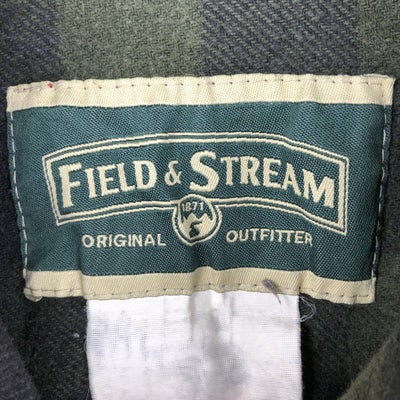 FIELD & STREAM
1871
ORIGINAL OUTFITTER